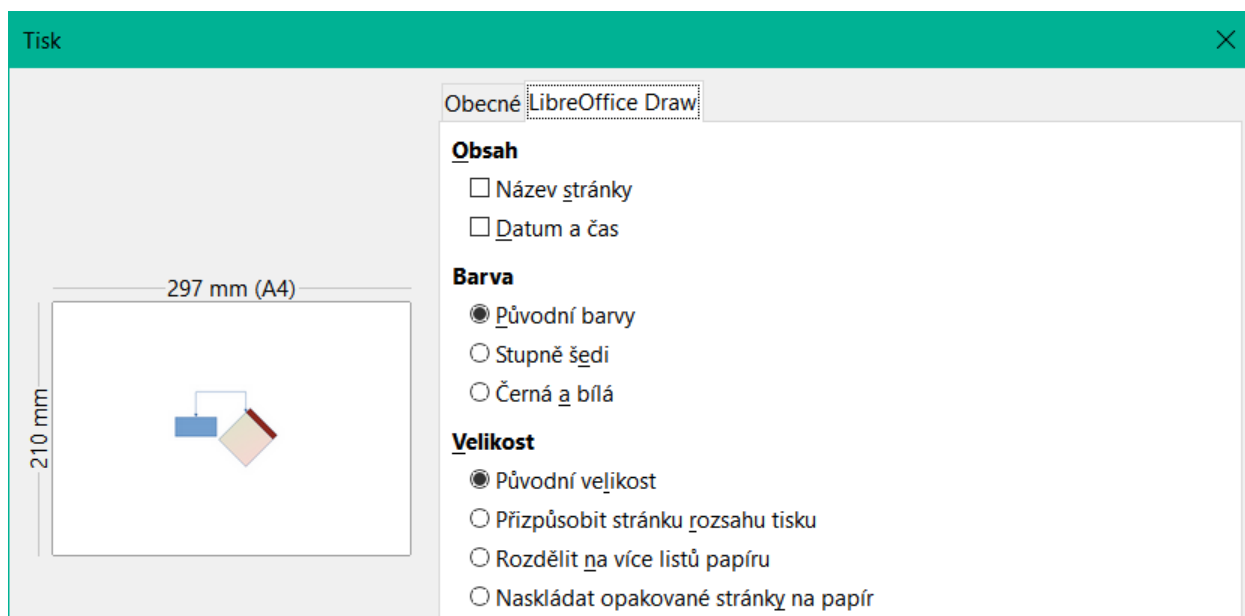 Tisk
Obecné LibreOffice Draw
Obsah
Název stránky
Datum a čas
Barva
Původní barvy
Stupně šedi
Černá a bílá
Velikost
Původní velikost
Přizpůsobit stránku rozsahu tisku
Rozdělit na více listů papíru
Naskládat opakované stránky na papír
297 mm (A4)
210 mm